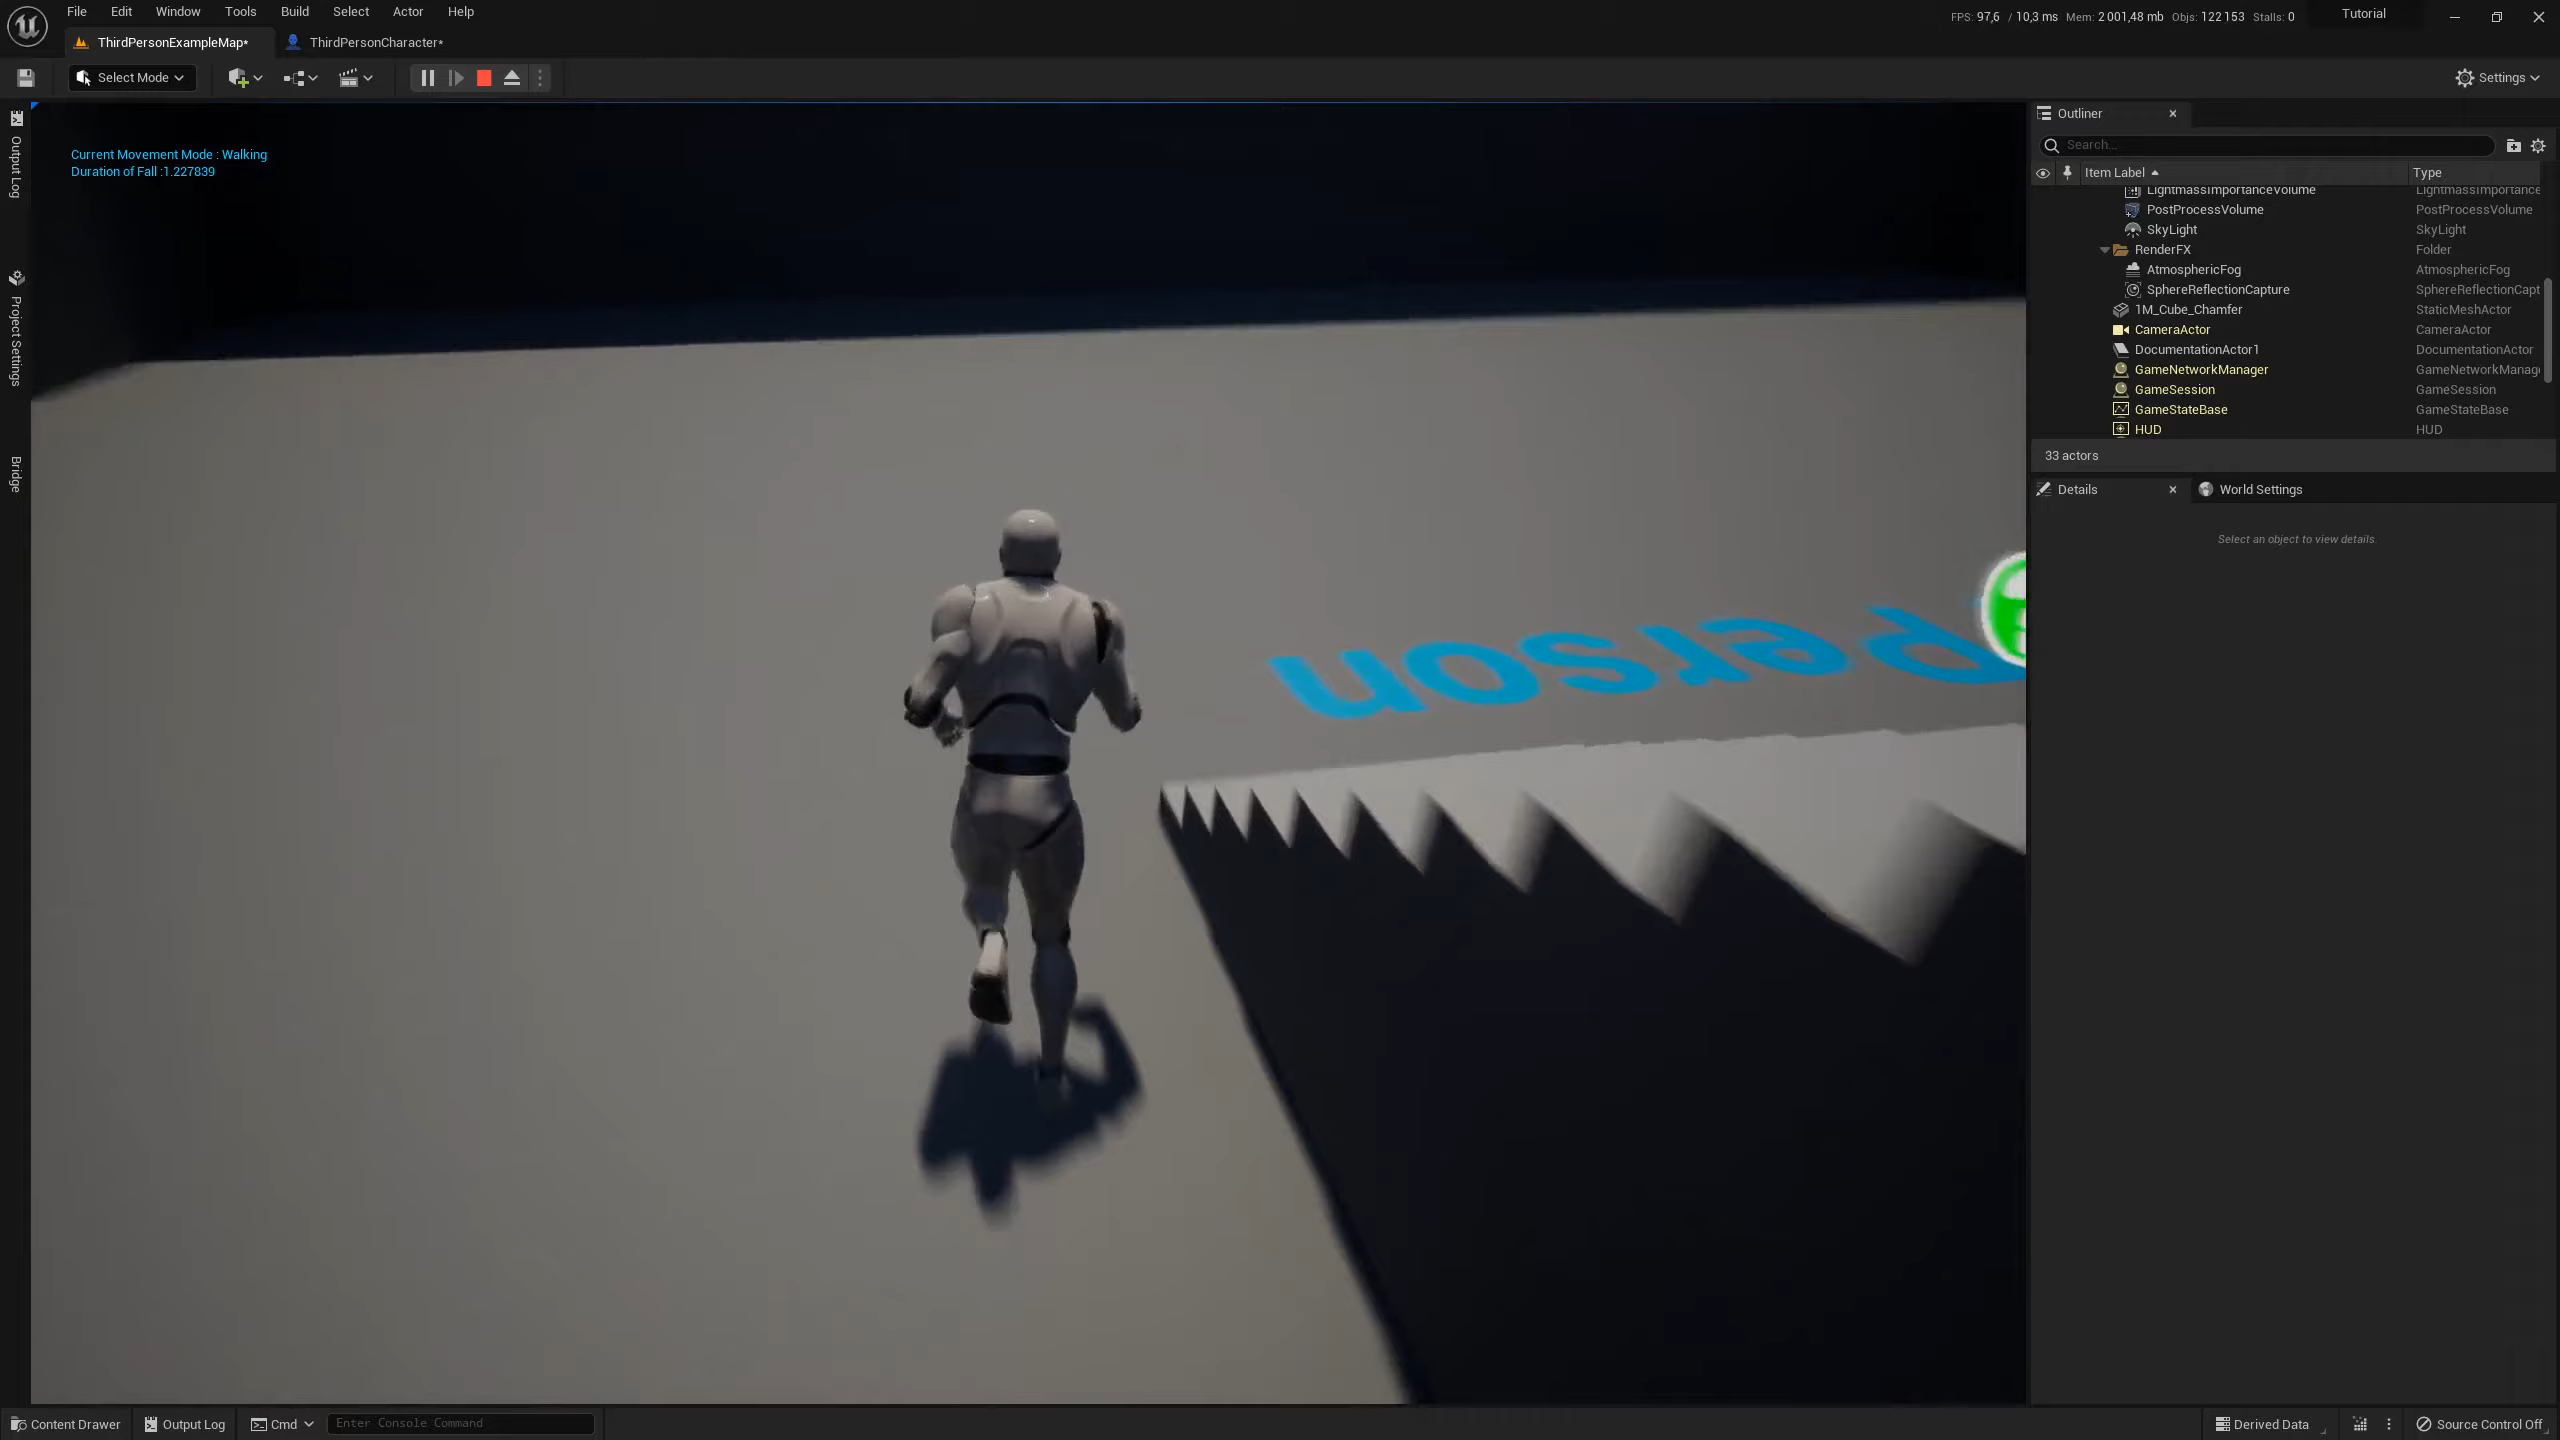 File Edit Window Tools Build Select Actor Help
FPS: 97,6 / 10,3 ms Mem: 2 001,48 mb Objs: 122 153 Stalls: 0
Tutorial
ThirdPersonExampleMap*
ThirdPersonCharacter*
Select Mode
Settings
Output Log
Project Settings
Bridge
Current Movement Mode : Walking
Duration of Fall :1.227839
Person
Outliner
Search...
Item Label Type
LightmassImportanceVolume LightmassImportance
PostProcessVolume PostProcessVolume
SkyLight SkyLight
RenderFX Folder
AtmosphericFog AtmosphericFog
SphereReflectionCapture SphereReflectionCapt
1M_Cube_Chamfer StaticMeshActor
CameraActor CameraActor
DocumentationActor1 DocumentationActor
GameNetworkManager GameNetworkManag
GameSession GameSession
GameStateBase GameStateBase
HUD HUD
33 actors
Details
World Settings
Select an object to view details.
Content Drawer
Output Log
Cmd
Enter Console Command
Derived Data
Source Control Off